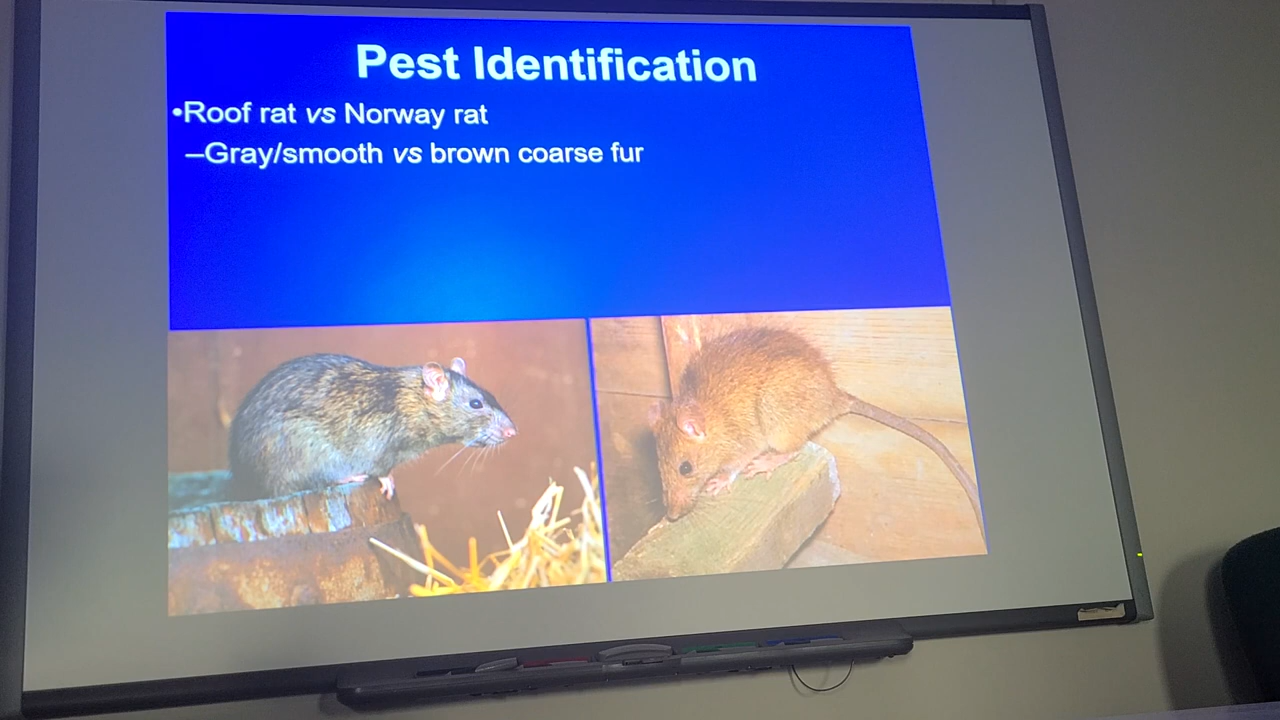 Pest Identification
•Roof rat vs Norway rat
–Gray/smooth vs brown coarse fur